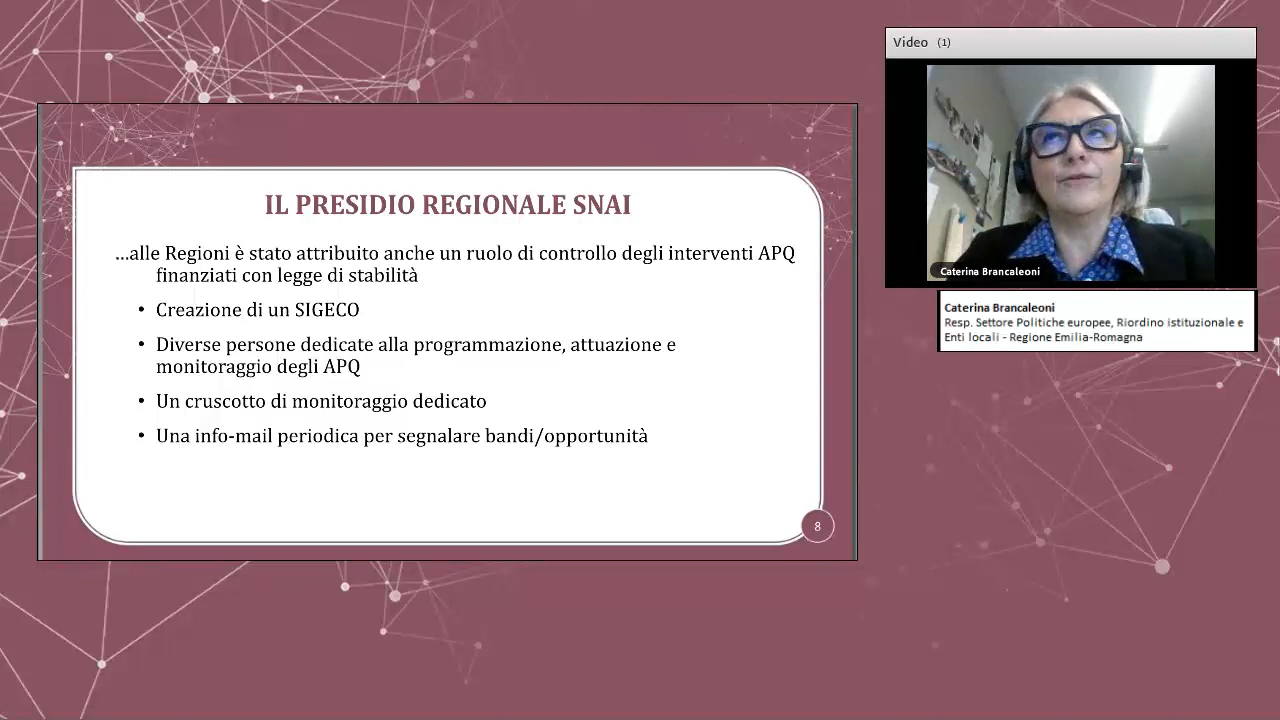 Video (1)
IL PRESIDIO REGIONALE SNAI
...alle Regioni è stato attribuito anche un ruolo di controllo degli interventi APQ
finanziati con legge di stabilità
• Creazione di un SIGECO
• Diverse persone dedicate alla programmazione, attuazione e
monitoraggio degli APQ
• Un cruscotto di monitoraggio dedicato
• Una info-mail periodica per segnalare bandi/opportunità
8
Caterina Brancaleoni
Caterina Brancaleoni
Resp. Settore Politiche europee, Riordino istituzionale e
Enti locali - Regione Emilia-Romagna